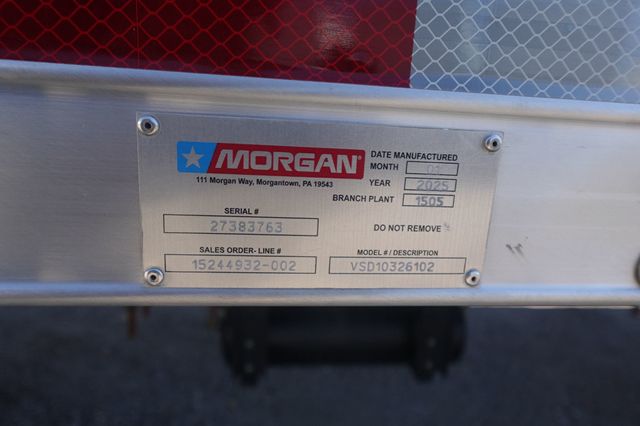 MORGAN
111 Morgan Way, Morgantown, PA 19543
DATE MANUFACTURED
MONTH 01
YEAR 2025
BRANCH PLANT 1505
SERIAL #
27383763
DO NOT REMOVE
SALES ORDER- LINE #
15244932-002
MODEL # / DESCRIPTION
VSD10326102